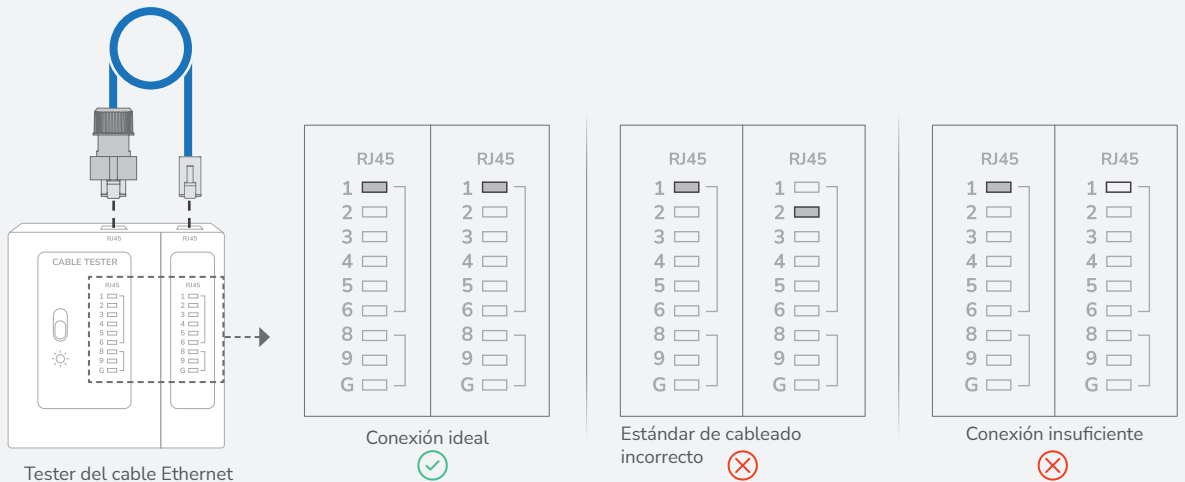 RJ45 RJ45
CABLE TESTER
RJ45 RJ45
1 1
2 2
3 3
4 4
5 5
6 6
8 8
9 9
G G
Tester del cable Ethernet
RJ45 RJ45
1 1
2 2
3 3
4 4
5 5
6 6
8 8
9 9
G G
Conexión ideal
RJ45 RJ45
1 1
2 2
3 3
4 4
5 5
6 6
8 8
9 9
G G
Estándar de cableado
incorrecto
RJ45 RJ45
1 1
2 2
3 3
4 4
5 5
6 6
8 8
9 9
G G
Conexión insuficiente